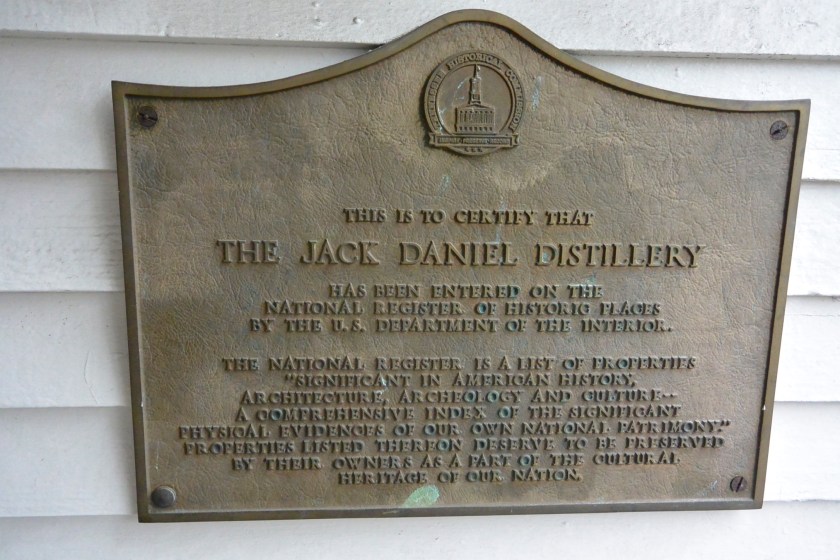 TENNESSEE HISTORICAL COMMISSION
THIS IS TO CERTIFY THAT
THE JACK DANIEL DISTILLERY
HAS BEEN ENTERED ON THE
NATIONAL REGISTER OF HISTORIC PLACES
BY THE U.S. DEPARTMENT OF THE INTERIOR.
THE NATIONAL REGISTER IS A LIST OF PROPERTIES
"SIGNIFICANT IN AMERICAN HISTORY,
ARCHITECTURE, ARCHEOLOGY AND CULTURE--
A COMPREHENSIVE INDEX OF THE SIGNIFICANT
PHYSICAL EVIDENCES OF OUR OWN NATIONAL PATRIMONY."
PROPERTIES LISTED THEREON DESERVE TO BE PRESERVED
BY THEIR OWNERS AS A PART OF THE CULTURAL
HERITAGE OF OUR NATION.